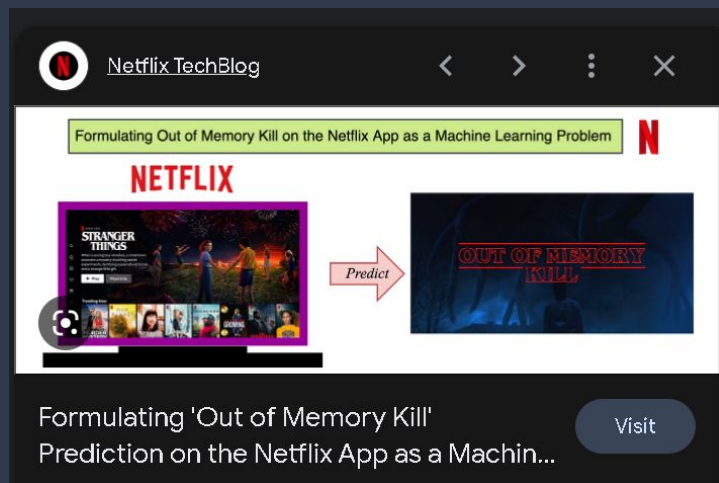 Netflix TechBlog
Formulating Out of Memory Kill on the Netflix App as a Machine Learning Problem
N
NETFLIX
STRANGER
THINGS
Play
Predict
OUT OF MEMORY
KILL
Formulating 'Out of Memory Kill'
Prediction on the Netflix App as a Machin...
Visit